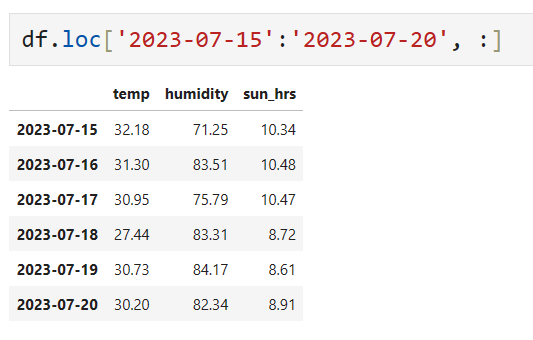 df.loc['2023-07-15':'2023-07-20', :]
temp humidity sun_hrs
2023-07-15 32.18 71.25 10.34
2023-07-16 31.30 83.51 10.48
2023-07-17 30.95 75.79 10.47
2023-07-18 27.44 83.31 8.72
2023-07-19 30.73 84.17 8.61
2023-07-20 30.20 82.34 8.91